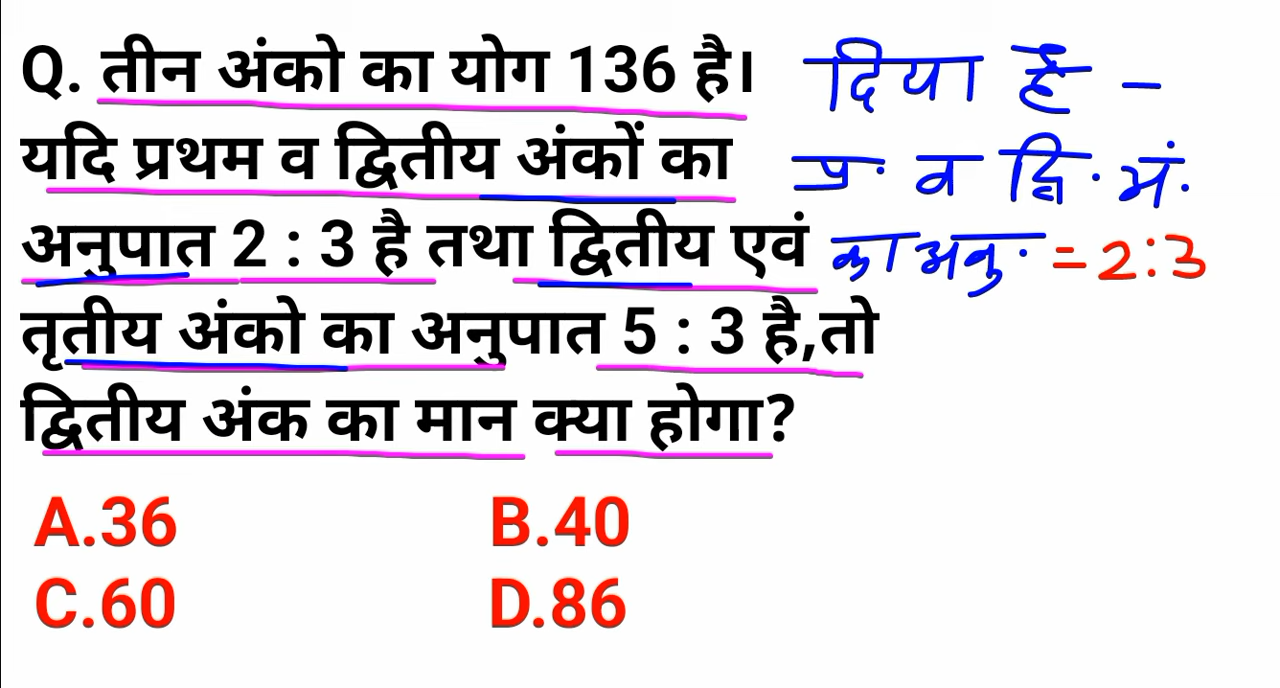 Q. तीन अंको का योग 136 है।
यदि प्रथम व द्वितीय अंकों का
अनुपात 2 : 3 है तथा द्वितीय एवं
तृतीय अंको का अनुपात 5 : 3 है,तो
द्वितीय अंक का मान क्या होगा?
A.36 B.40
C.60 D.86
दिया है -
प्र. व द्वि. अं.
का अनु. = 2:3